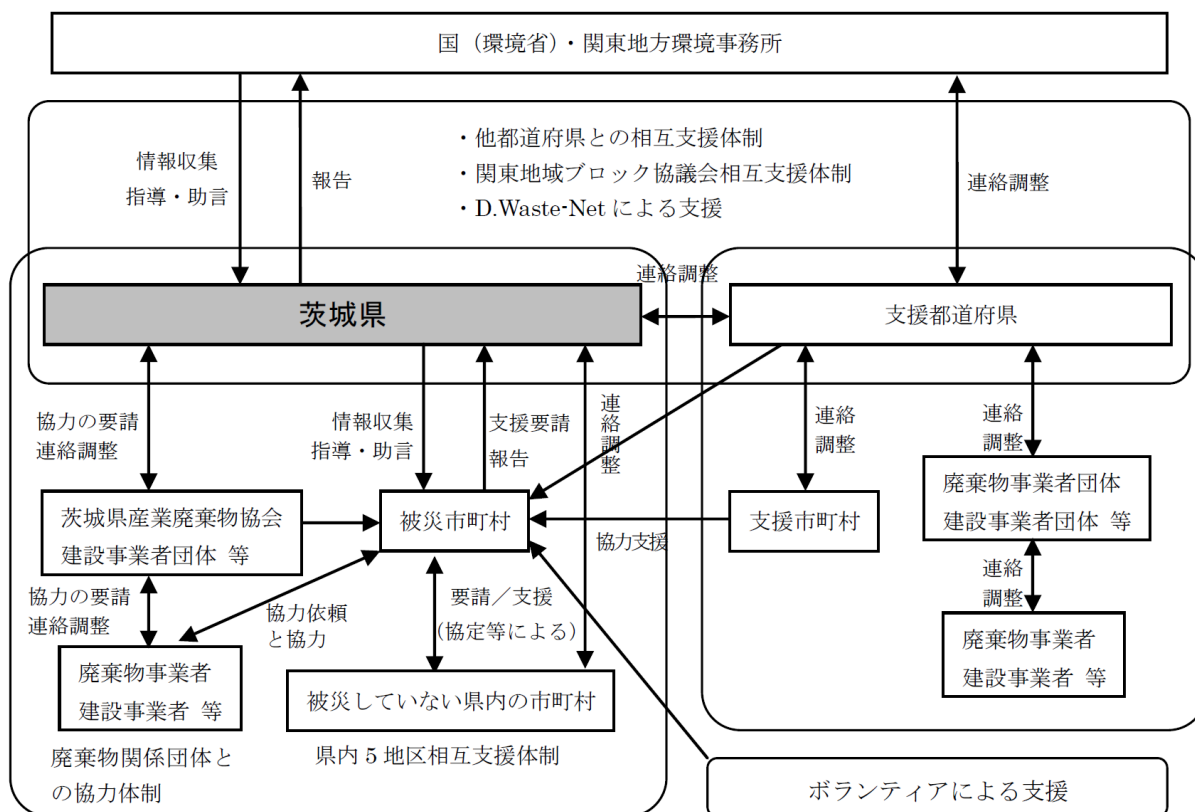 国（環境省）・関東地方環境事務所
・他都道府県との相互支援体制
・関東地域ブロック協議会相互支援体制
・D.Waste-Net による支援
情報収集
指導・助言
報告
連絡調整
連絡調整
茨城県
支援都道府県
協力の要請
連絡調整
情報収集
指導・助言
支援要請
報告
連絡調整
連絡
調整
連絡
調整
茨城県産業廃棄物協会
建設事業者団体 等
被災市町村
協力支援
支援市町村
廃棄物事業者団体
建設事業者団体 等
協力の要請
連絡調整
協力依頼
と協力
要請／支援
（協定等による）
連絡
調整
廃棄物事業者
建設事業者 等
被災していない県内の市町村
廃棄物事業者
建設事業者 等
廃棄物関係団体と
の協力体制
県内 5 地区相互支援体制
ボランティアによる支援